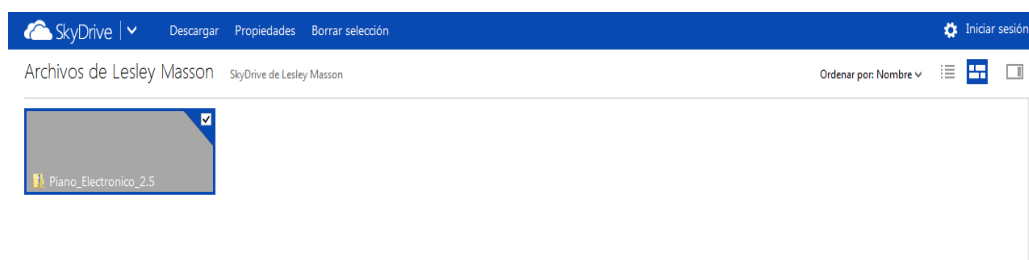 SkyDrive Descargar Propiedades Borrar selección Iniciar sesión
Archivos de Lesley Masson SkyDrive de Lesley Masson Ordenar por: Nombre
Piano_Electronico_2.5